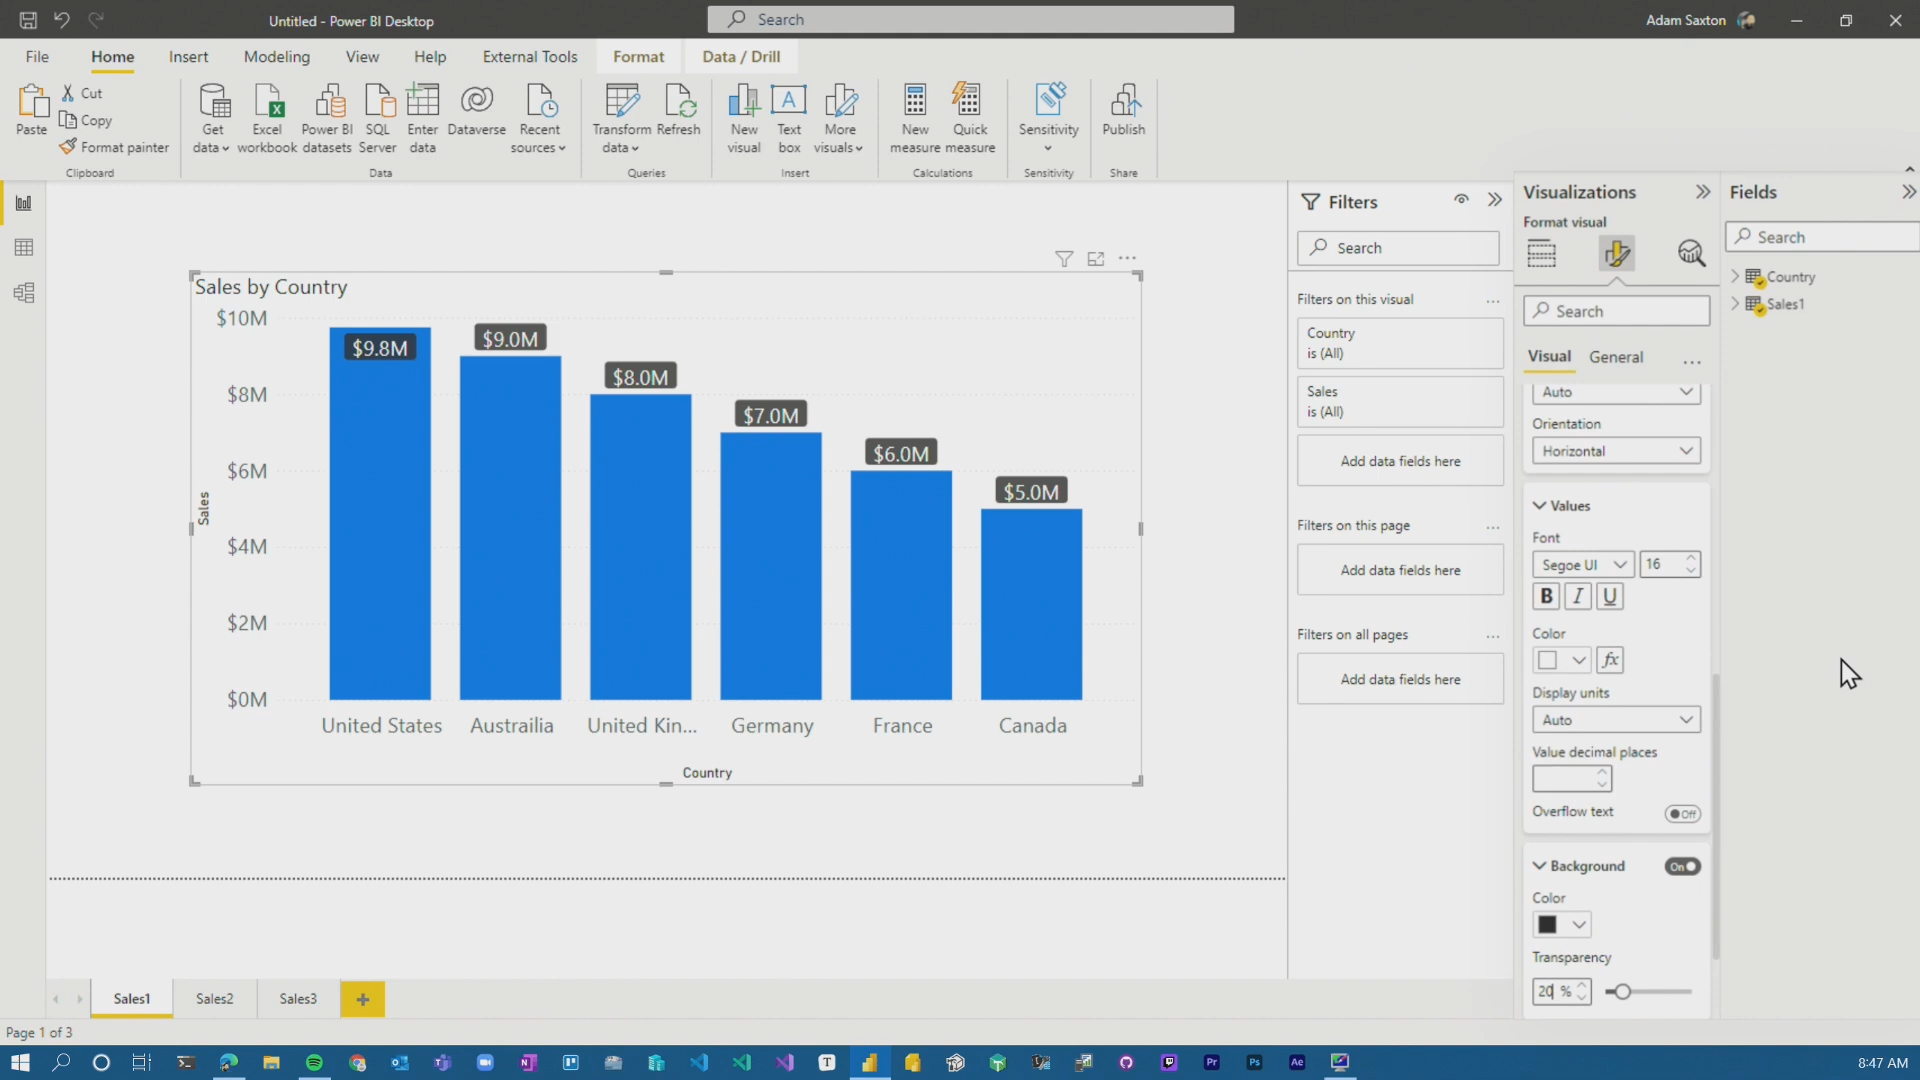 Untitled - Power BI Desktop
Search
Adam Saxton
File
Home
Insert
Modeling
View
Help
External Tools
Format
Data / Drill
Paste
Cut
Copy
Format painter
Clipboard
Get data
Excel workbook
Power BI datasets
SQL Server
Enter data
Dataverse
Recent sources
Data
Transform data
Refresh
Queries
New visual
Text box
More visuals
Insert
New measure
Quick measure
Calculations
Sensitivity
Sensitivity
Publish
Share
Sales by Country
$10M
$8M
$6M
$4M
$2M
$0M
Sales
$9.8M
$9.0M
$8.0M
$7.0M
$6.0M
$5.0M
United States
Austrailia
United Kin...
Germany
France
Canada
Country
Filters
Search
Filters on this visual
...
Country
is (All)
Sales
is (All)
Add data fields here
Filters on this page
...
Add data fields here
Filters on all pages
...
Add data fields here
Visualizations
Format visual
Search
Visual
General
...
Auto
Orientation
Horizontal
Values
Font
Segoe UI
16
B
I
U
Color
fx
Display units
Auto
Value decimal places
Overflow text
Off
Background
On
Color
Transparency
20 %
Fields
Search
Country
Sales1
Sales1
Sales2
Sales3
+
Page 1 of 3
T
Pr
Ps
Ae
8:47 AM